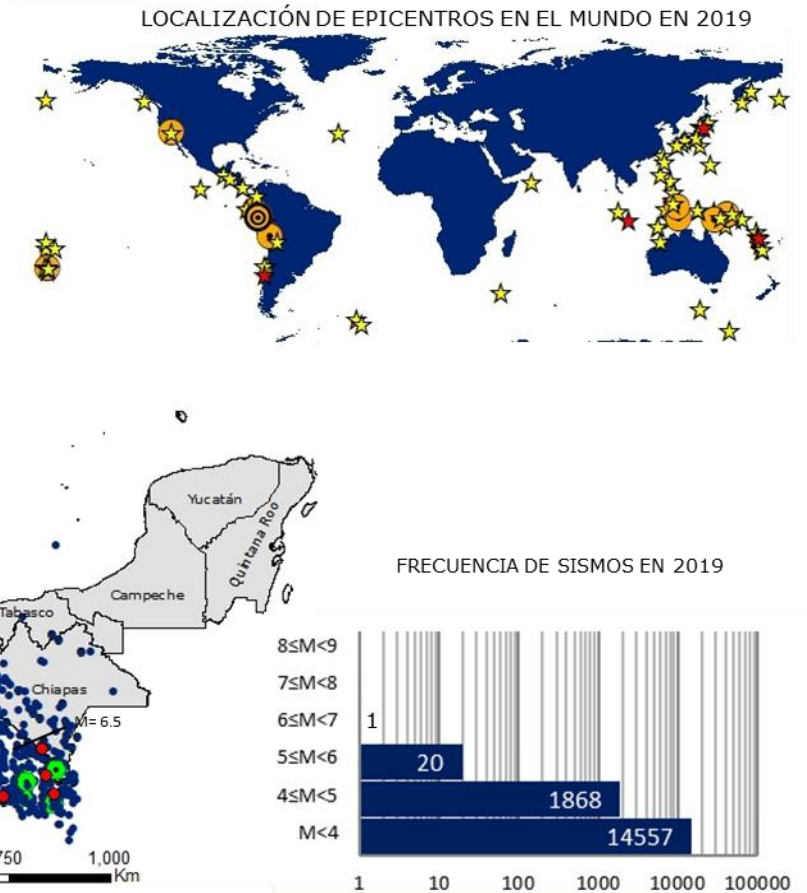 LOCALIZACIÓN DE EPICENTROS EN EL MUNDO EN 2019
Yucatán
Quintana Roo
Campeche
Tabasco
Chiapas
M= 6.5
750 1,000
Km
FRECUENCIA DE SISMOS EN 2019
8≤M<9
7≤M<8
6≤M<7 1
5≤M<6 20
4≤M<5 1868
M<4 14557
1 10 100 1000 10000 100000